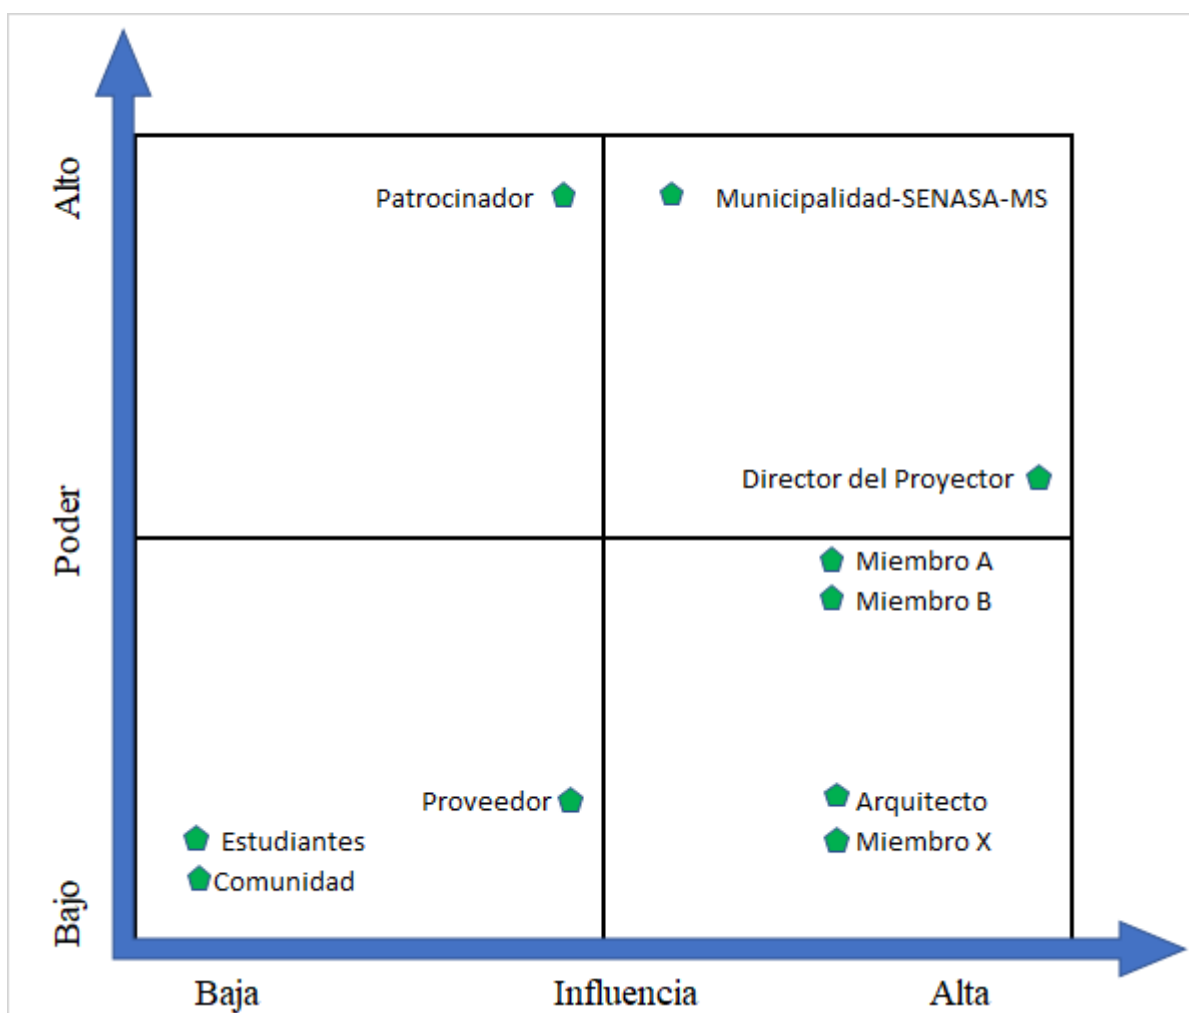 Alto
Patrocinador
Municipalidad-SENASA-MS
Director del Proyector
Poder
Miembro A
Miembro B
Proveedor
Arquitecto
Estudiantes
Miembro X
Comunidad
Bajo
Baja
Influencia
Alta